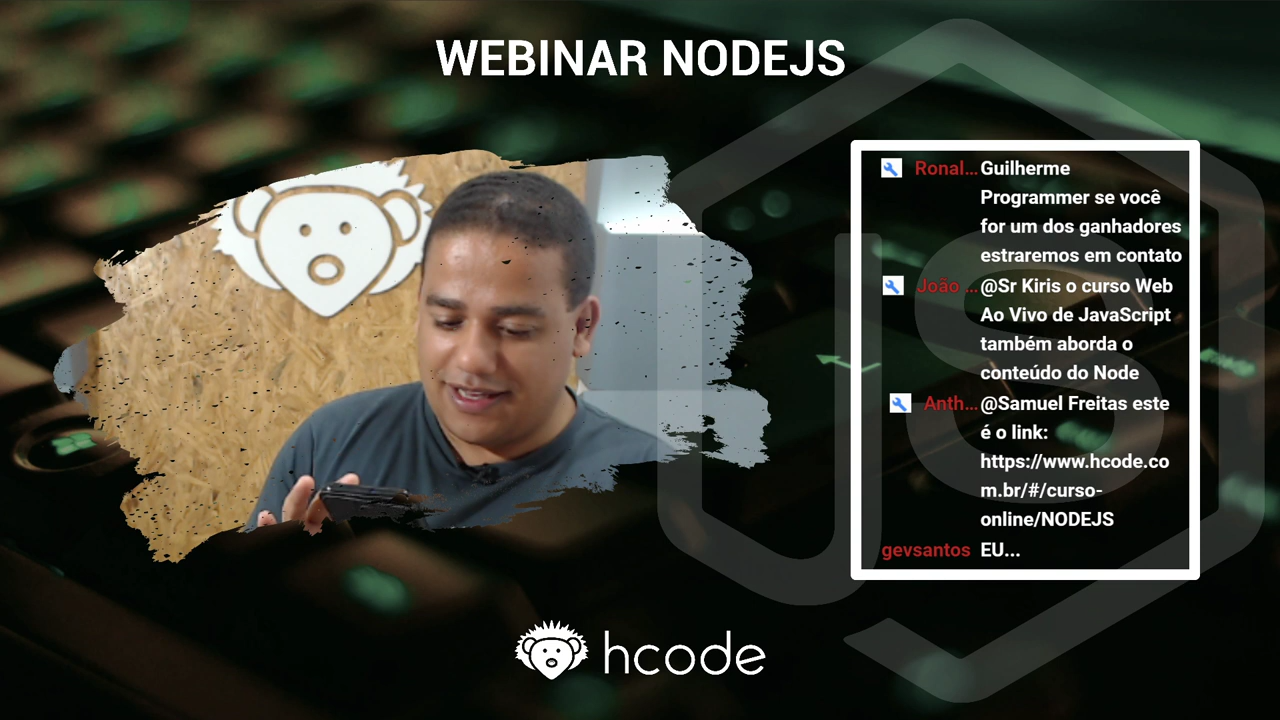 WEBINAR NODEJS
Ronal... Guilherme
Programmer se você
for um dos ganhadores
estraremos em contato
João ... @Sr Kiris o curso Web
Ao Vivo de JavaScript
também aborda o
conteúdo do Node
Anth... @Samuel Freitas este
é o link:
https://www.hcode.co
m.br/#/curso-
online/NODEJS
gevsantos EU...
hcode
JS